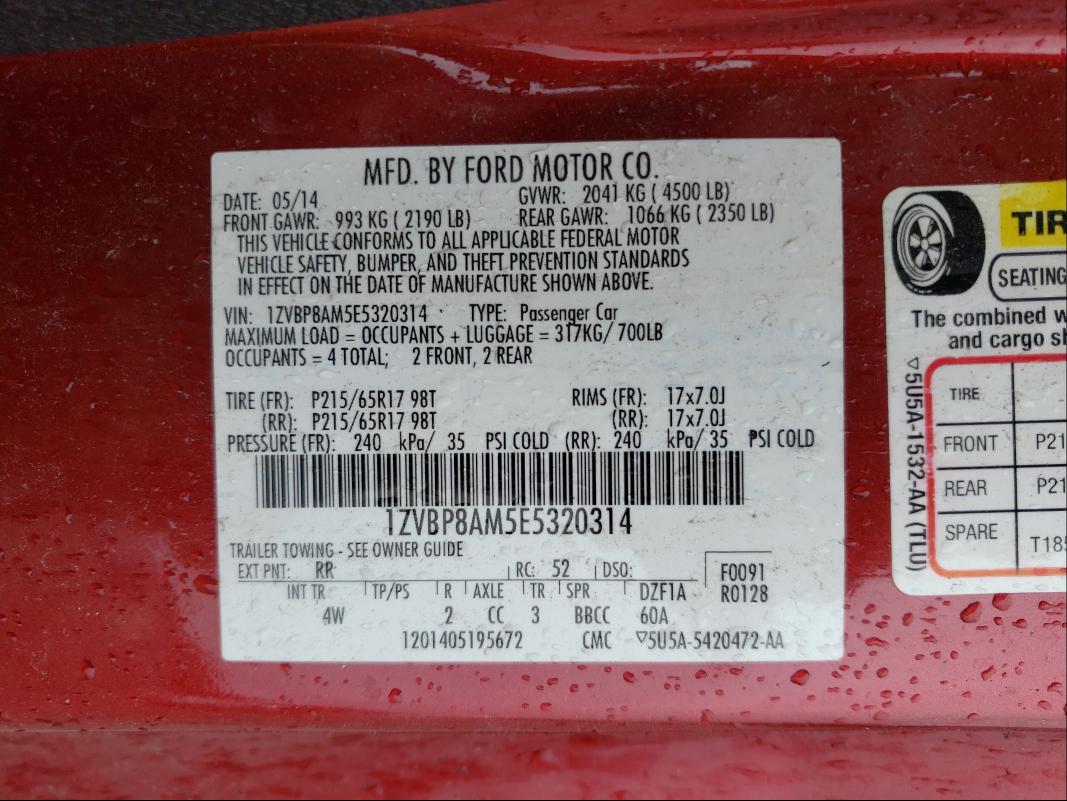 MFD. BY FORD MOTOR CO.
DATE: 05/14 GVWR: 2041 KG ( 4500 LB)
FRONT GAWR: 993 KG ( 2190 LB) REAR GAWR: 1066 KG ( 2350 LB)
THIS VEHICLE CONFORMS TO ALL APPLICABLE FEDERAL MOTOR
VEHICLE SAFETY, BUMPER, AND THEFT PREVENTION STANDARDS
IN EFFECT ON THE DATE OF MANUFACTURE SHOWN ABOVE.
VIN: 1ZVBP8AM5E5320314 TYPE: Passenger Car
MAXIMUM LOAD = OCCUPANTS + LUGGAGE = 317KG/ 700LB
OCCUPANTS = 4 TOTAL; 2 FRONT, 2 REAR
TIRE (FR): P215/65R17 98T RIMS (FR): 17x7.0J
(RR): P215/65R17 98T (RR): 17x7.0J
PRESSURE (FR): 240 kPa/ 35 PSI COLD (RR): 240 kPa/ 35 PSI COLD
1ZVBP8AM5E5320314
TRAILER TOWING - SEE OWNER GUIDE
EXT PNT: RR RC: 52 DSO: F0091
INT TR TP/PS R AXLE TR SPR DZF1A R0128
4W 2 CC 3 BBCC 60A
1201405195672 CMC ▽5U5A-5420472-AA
TIR
SEATING
The combined w
and cargo sh
▽5U5A-1532-AA (TLU)
TIRE
FRONT P21
REAR P21
SPARE T185